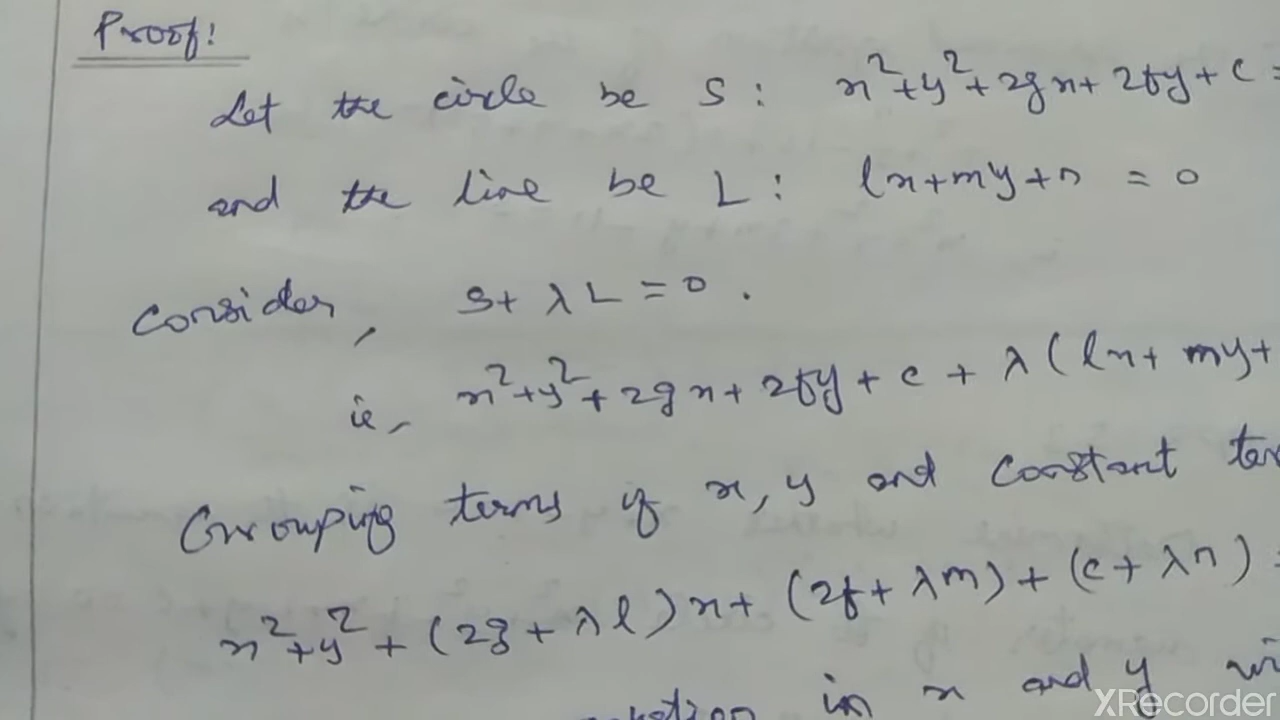 Proof:
Let the circle be S: x²+y²+2gx+2fy+c=
and the line be L: lx+my+n = 0
Consider, S+λL=0.
ie, x²+y²+2gx+2fy+c+λ(lx+my+
Grouping terms of x, y and constant ter
x²+y²+(2g+λl)x+(2f+λm)+(c+λn)=
in x and y wi
XRecorder